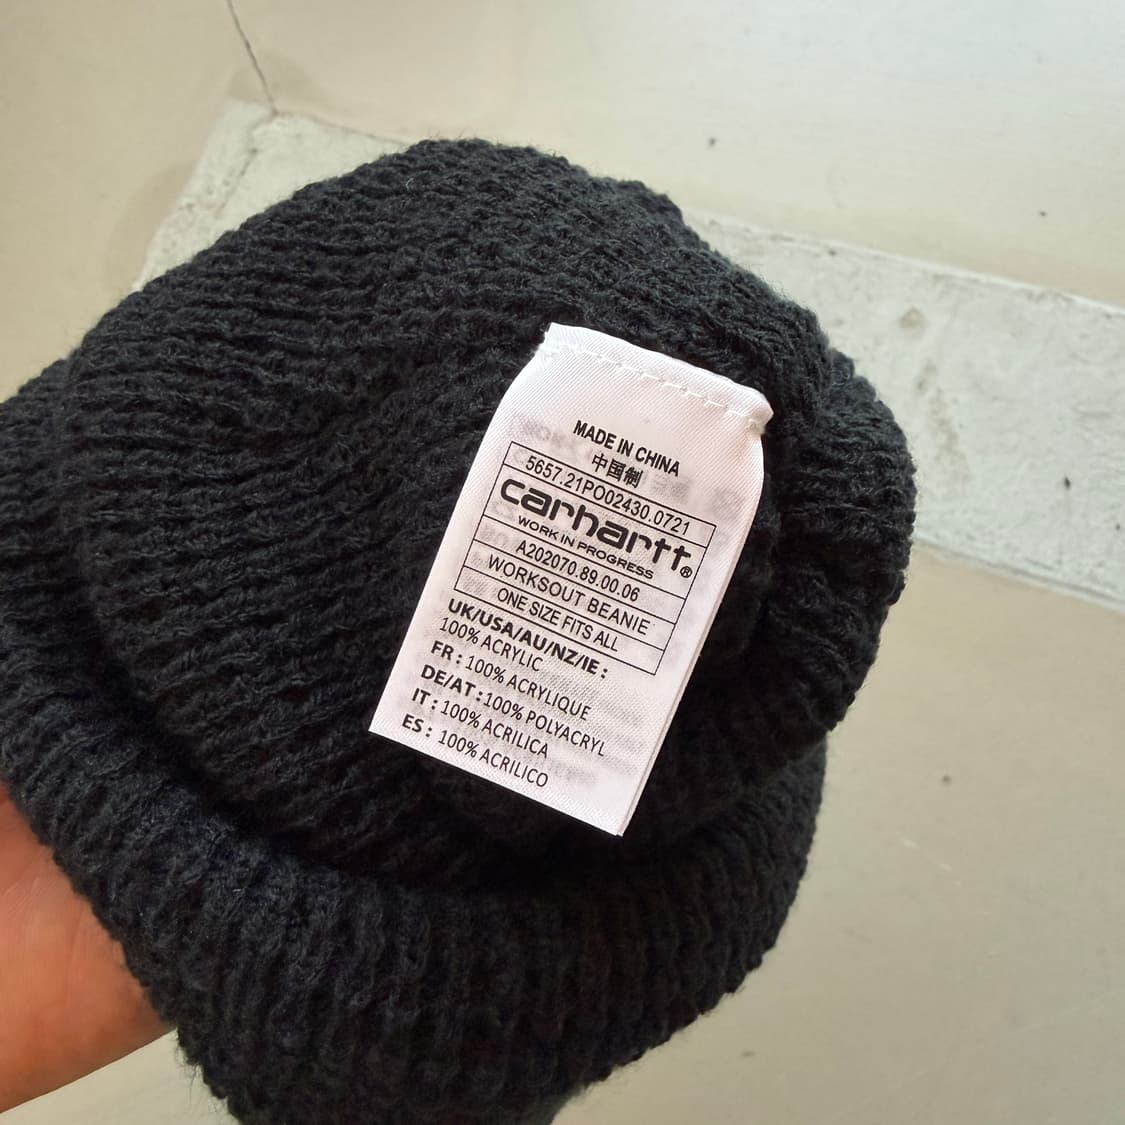 MADE IN CHINA
中国制
5657.21PO02430.0721
carhartt®
WORK IN PROGRESS
A202070.89.00.06
WORKSOUT BEANIE
ONE SIZE FITS ALL
UK/USA/AU/NZ/IE :
100% ACRYLIC
FR : 100% ACRYLIQUE
DE/AT : 100% POLYACRYL
IT : 100% ACRILICA
ES : 100% ACRILICO